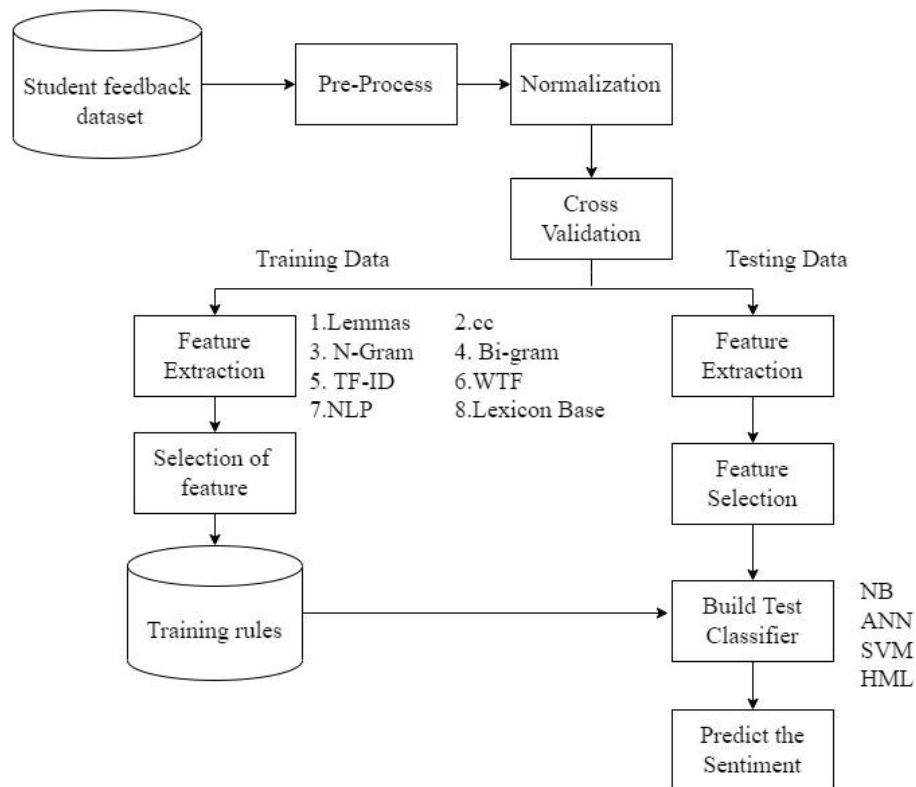 Student feedback
dataset
Pre-Process
Normalization
Cross
Validation
Training Data
Testing Data
Feature
Extraction
1.Lemmas 2.cc
3. N-Gram 4. Bi-gram
5. TF-ID 6.WTF
7.NLP 8.Lexicon Base
Feature
Extraction
Selection of
feature
Feature
Selection
Training rules
Build Test
Classifier
NB
ANN
SVM
HML
Predict the
Sentiment